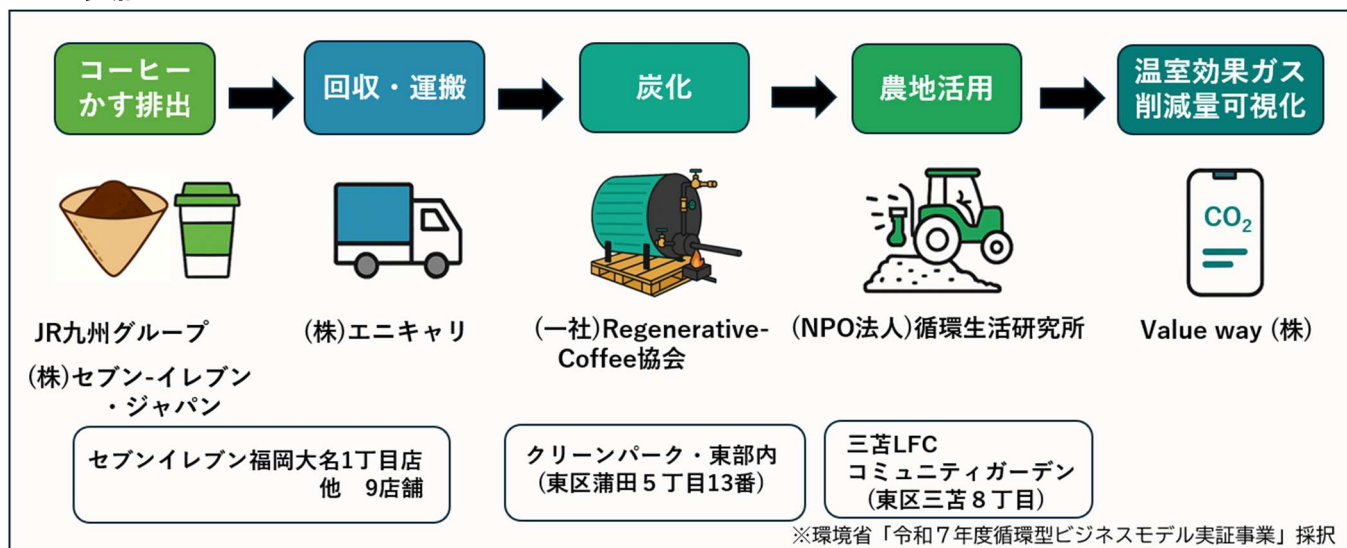 コーヒー
かす排出
回収・運搬
炭化
農地活用
温室効果ガス
削減量可視化
CO₂
JR九州グループ
(株)セブン-イレブン
・ジャパン
(株)エニキャリ
(一社)Regenerative-
Coffee協会
(NPO法人)循環生活研究所
Value way (株)
セブンイレブン福岡大名1丁目店
他　9店舗
クリーンパーク・東部内
(東区蒲田５丁目13番)
三苫LFC
コミュニティガーデン
(東区三苫８丁目)
※環境省「令和７年度循環型ビジネスモデル実証事業」採択